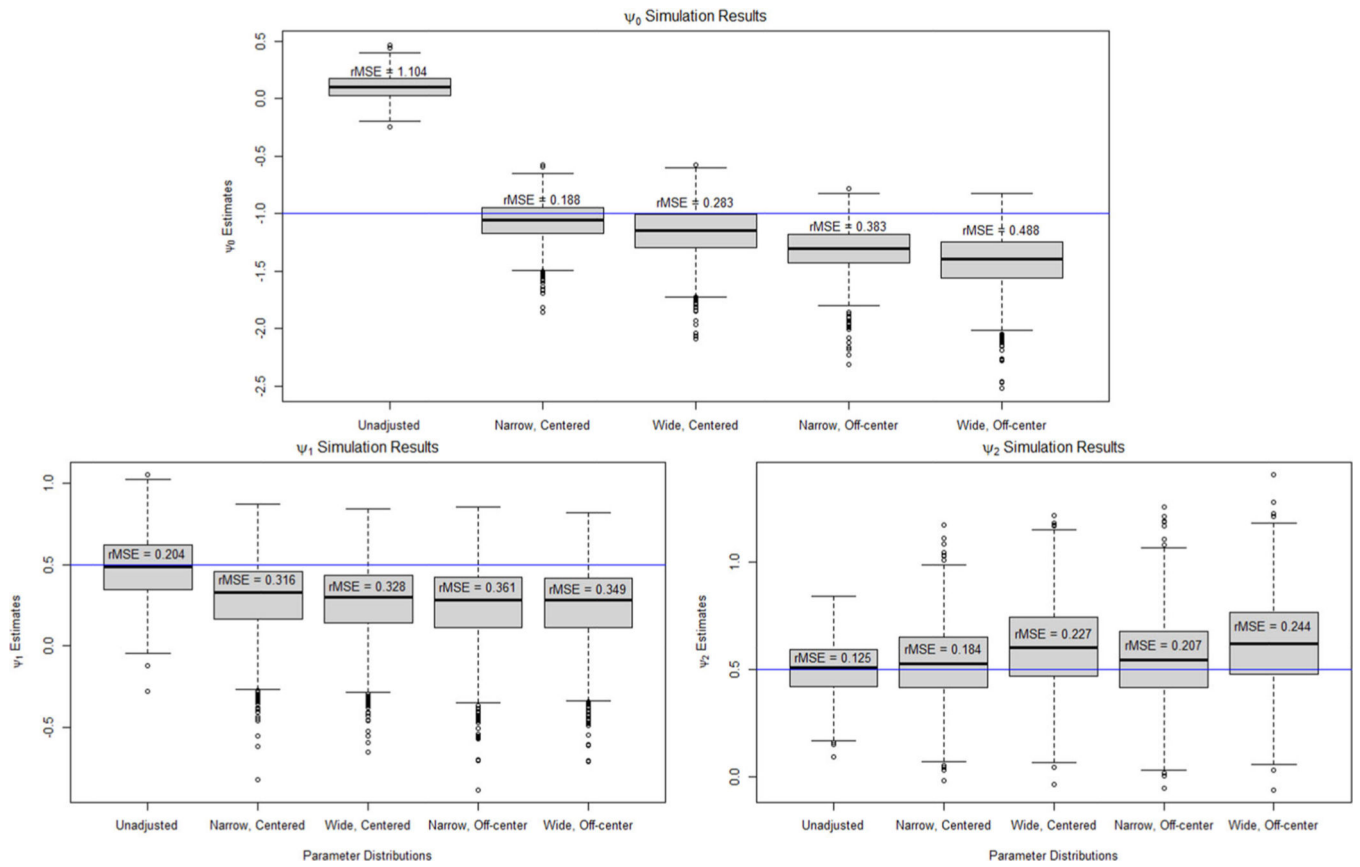 ψ0 Simulation Results
ψ0 Estimates
0.5
0.0
-0.5
-1.0
-1.5
-2.0
-2.5
rMSE = 1.104
rMSE = 0.188
rMSE = 0.283
rMSE = 0.383
rMSE = 0.488
Unadjusted
Narrow, Centered
Wide, Centered
Narrow, Off-center
Wide, Off-center
ψ1 Simulation Results
ψ1 Estimates
1.0
0.5
0.0
-0.5
rMSE = 0.204
rMSE = 0.316
rMSE = 0.328
rMSE = 0.361
rMSE = 0.349
Unadjusted
Narrow, Centered
Wide, Centered
Narrow, Off-center
Wide, Off-center
Parameter Distributions
ψ2 Simulation Results
ψ2 Estimates
1.0
0.5
0.0
rMSE = 0.125
rMSE = 0.184
rMSE = 0.227
rMSE = 0.207
rMSE = 0.244
Unadjusted
Narrow, Centered
Wide, Centered
Narrow, Off-center
Wide, Off-center
Parameter Distributions